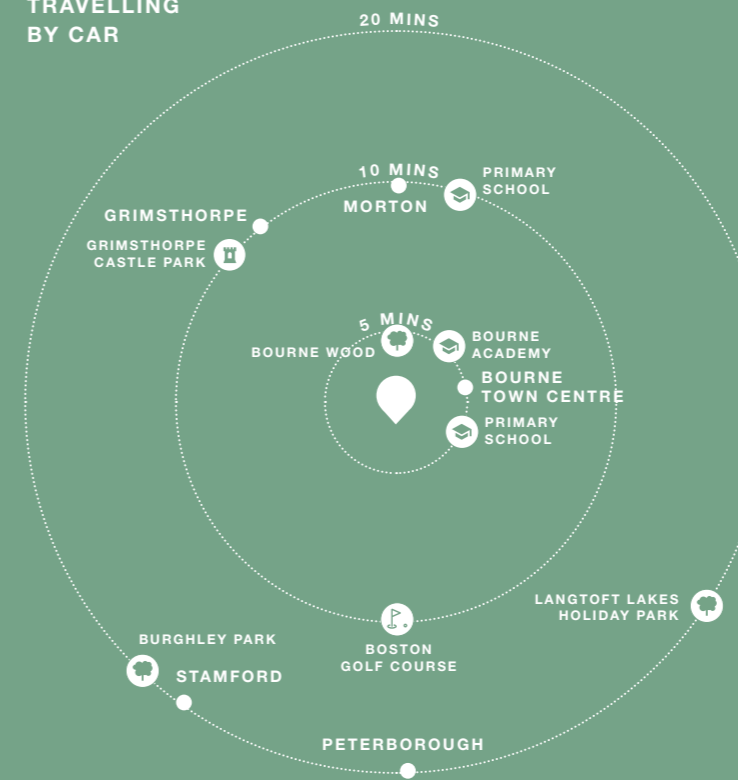 TRAVELLING
BY CAR
20 MINS
10 MINS
PRIMARY
SCHOOL
MORTON
GRIMSTHORPE
GRIMSTHORPE
CASTLE PARK
5 MINS
BOURNE WOOD
BOURNE
ACADEMY
BOURNE
TOWN CENTRE
PRIMARY
SCHOOL
LANGTOFT LAKES
HOLIDAY PARK
BOSTON
GOLF COURSE
BURGHLEY PARK
STAMFORD
PETERBOROUGH